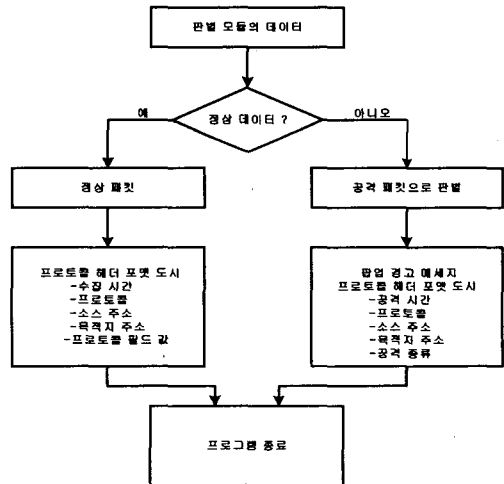 판별 모듈의 데이터
정상 데이터 ?
예
아니오
정상 패킷
공격 패킷으로 판별
프로토콜 헤더 포맷 도시
-수집 시간
-프로토콜
-소스 주소
-목적지 주소
-프로토콜 필드 값
팝업 경고 메세지
프로토콜 헤더 포맷 도시
-공격 시간
-프로토콜
-소스 주소
-목적지 주소
-공격 종류
프로그램 종료